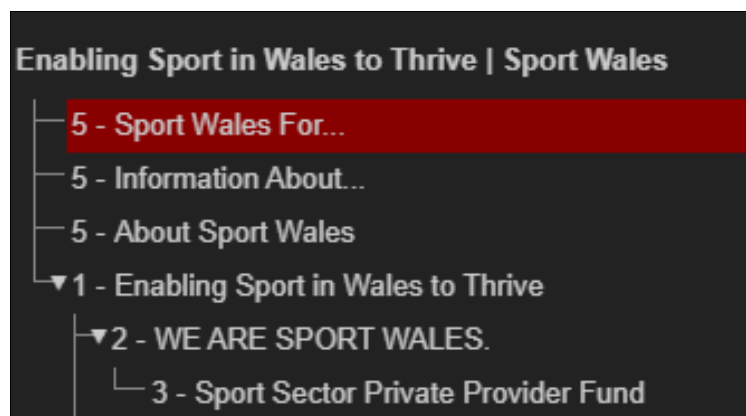 Enabling Sport in Wales to Thrive | Sport Wales
5 - Sport Wales For...
5 - Information About...
5 - About Sport Wales
1 - Enabling Sport in Wales to Thrive
2 - WE ARE SPORT WALES.
3 - Sport Sector Private Provider Fund